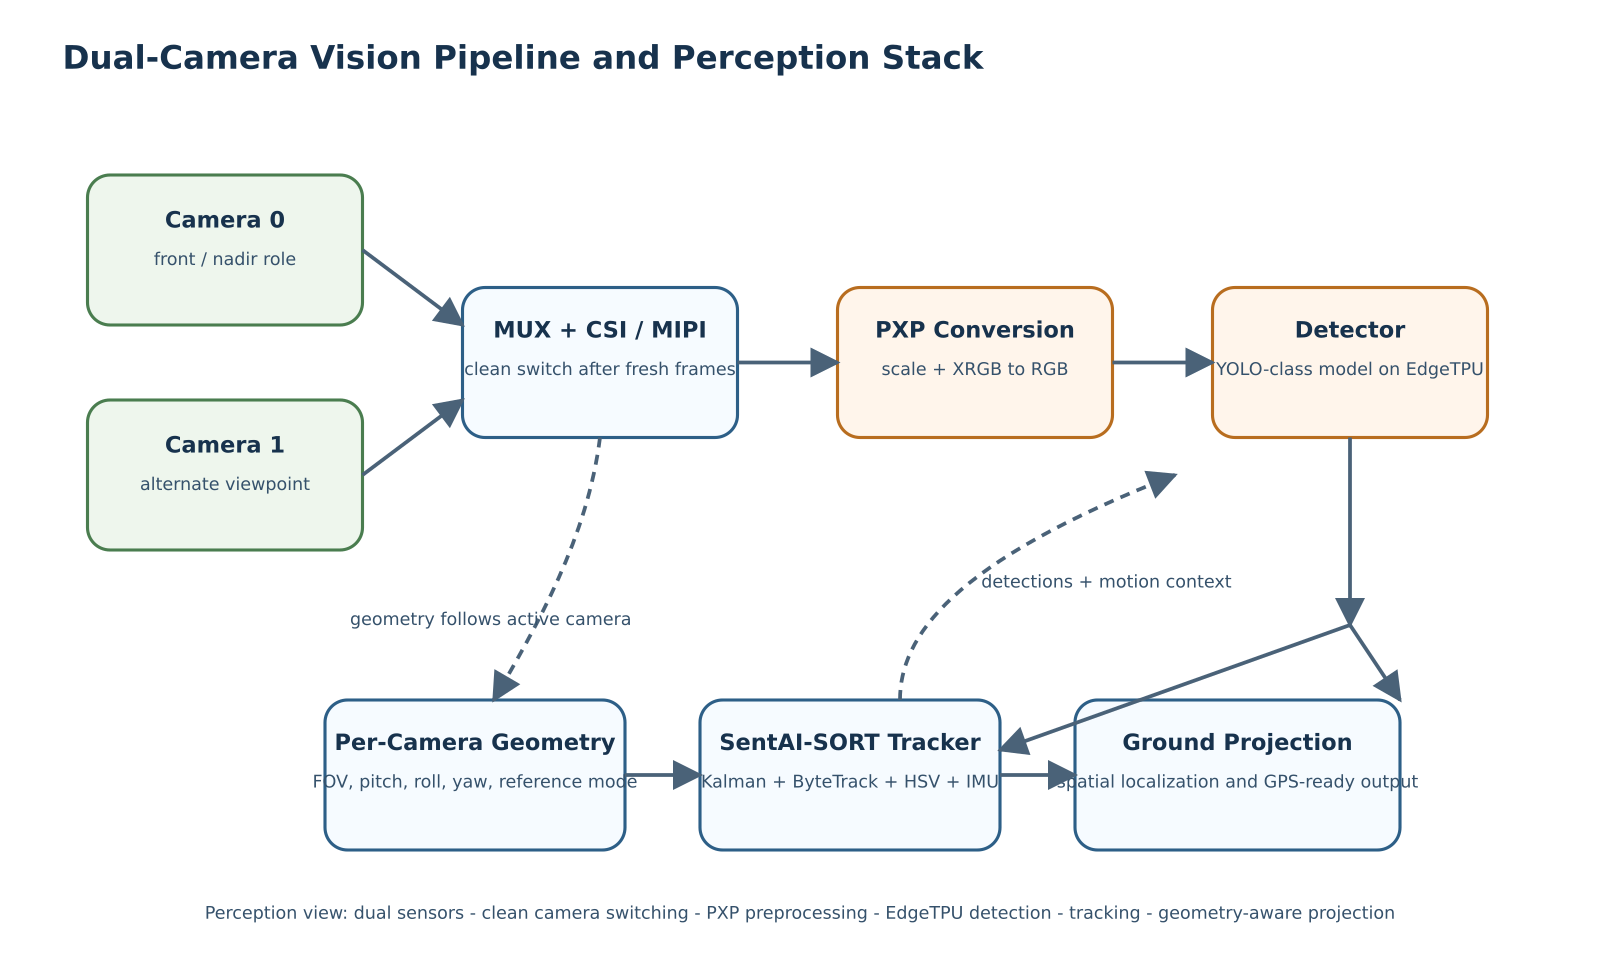 Dual-Camera Vision Pipeline and Perception Stack
Camera 0
front / nadir role
MUX + CSI / MIPI
clean switch after fresh frames
PXP Conversion
scale + XRGB to RGB
Detector
YOLO-class model on EdgeTPU
Camera 1
alternate viewpoint
detections + motion context
geometry follows active camera
Per-Camera Geometry
FOV, pitch, roll, yaw, reference mode
SentAI-SORT Tracker
Kalman + ByteTrack + HSV + IMU
Ground Projection
spatial localization and GPS-ready output
Perception view: dual sensors - clean camera switching - PXP preprocessing - EdgeTPU detection - tracking - geometry-aware projection